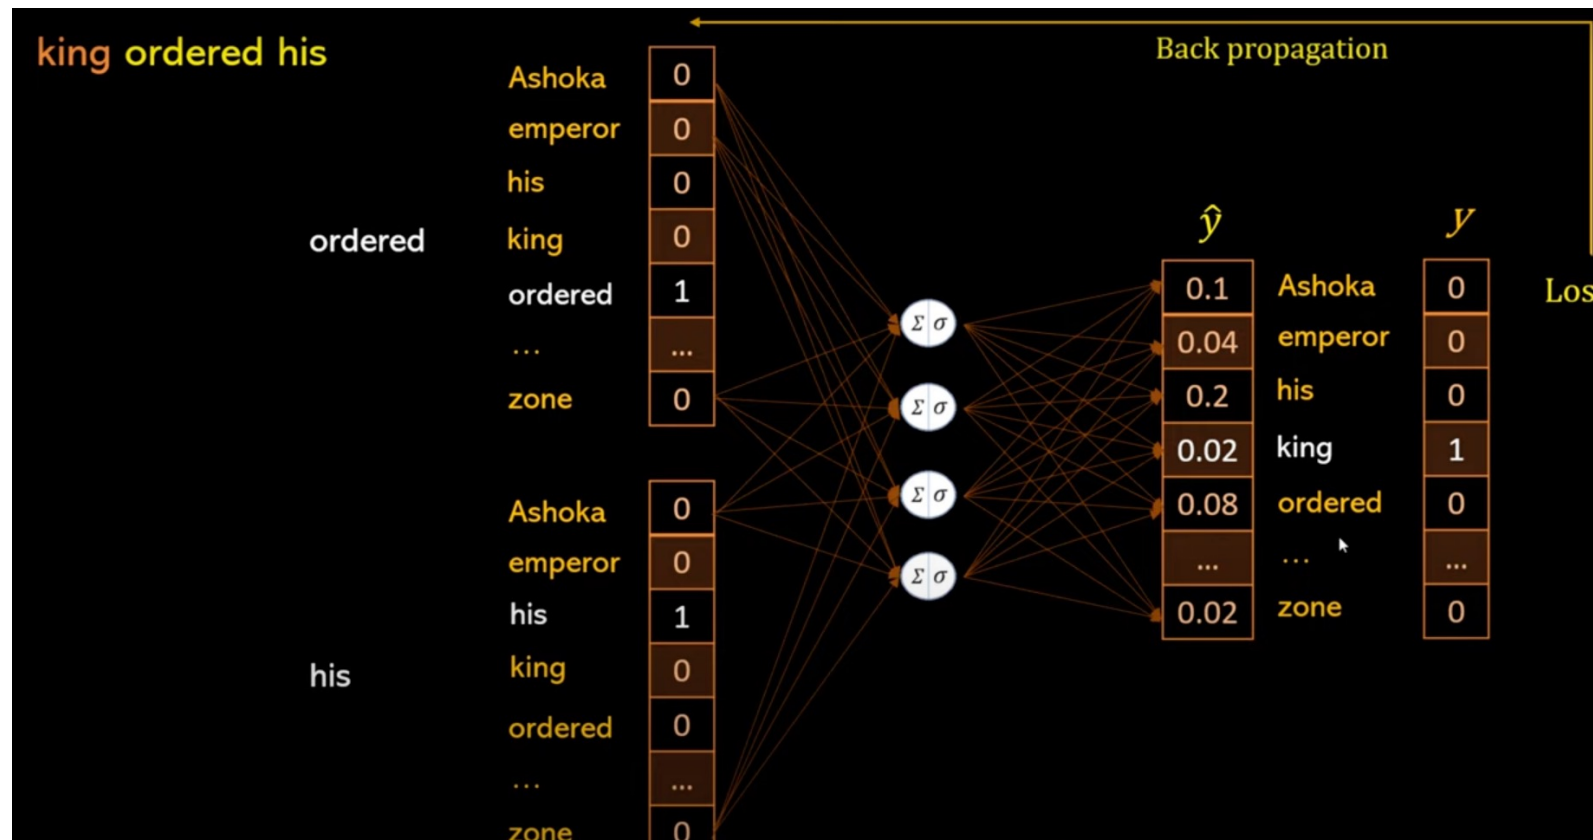 king ordered his
Back propagation
Ashoka 0
emperor 0
his 0
king 0
ordered
ordered 1
... ...
zone 0
Σ σ
Σ σ
Σ σ
Σ σ
ŷ y
0.1 Ashoka 0
0.04 emperor 0
0.2 his 0
0.02 king 1
0.08 ordered 0
... ... ...
0.02 zone 0
Los
Ashoka 0
emperor 0
his 1
king 0
his
ordered 0
... ...
zone 0